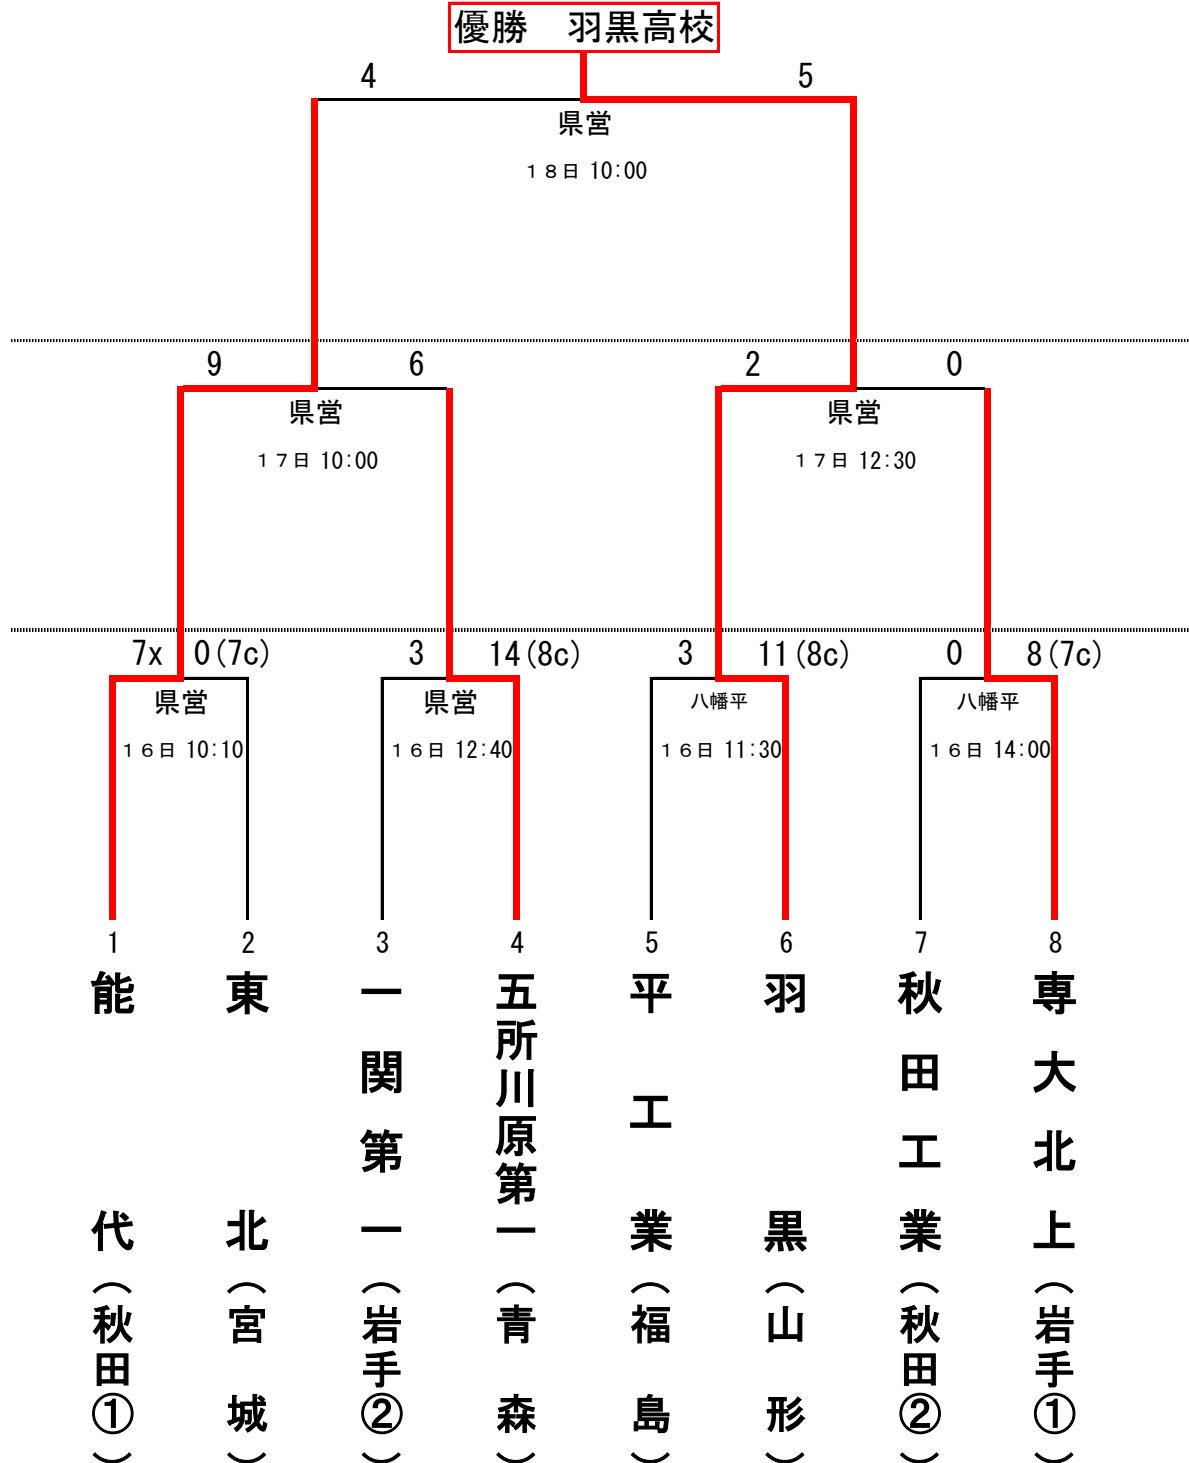 優勝　羽黒高校
4 5
県営
１８日 10:00
9 6 2 0
県営 県営
１７日 10:00 １７日 12:30
7x 0(7c) 3 14(8c) 3 11(8c) 0 8(7c)
県営 県営 八幡平 八幡平
１６日 10:10 １６日 12:40 １６日 11:30 １６日 14:00
1 2 3 4 5 6 7 8
能代（秋田①）
東北（宮城）
一関第一（岩手②）
五所川原第一（青森）
平工業（福島）
羽黒（山形）
秋田工業（秋田②）
専大北上（岩手①）